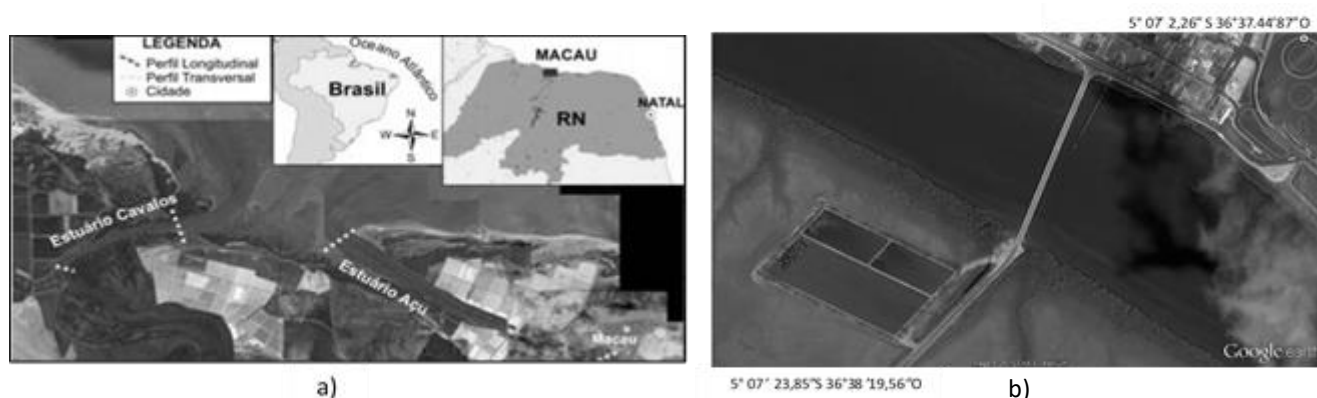 LEGENDA
Perfil Longitudinal
Perfil Transversal
Cidade
Oceano Atlântico
Brasil
N
W E
S
MACAU
NATAL
RN
Estuário Cavalos
Estuário Açú
Macau
a)
5° 07' 2,26" S 36°37.44'87"O
Google earth
5° 07' 23,85"S 36°38 '19,56"O
b)